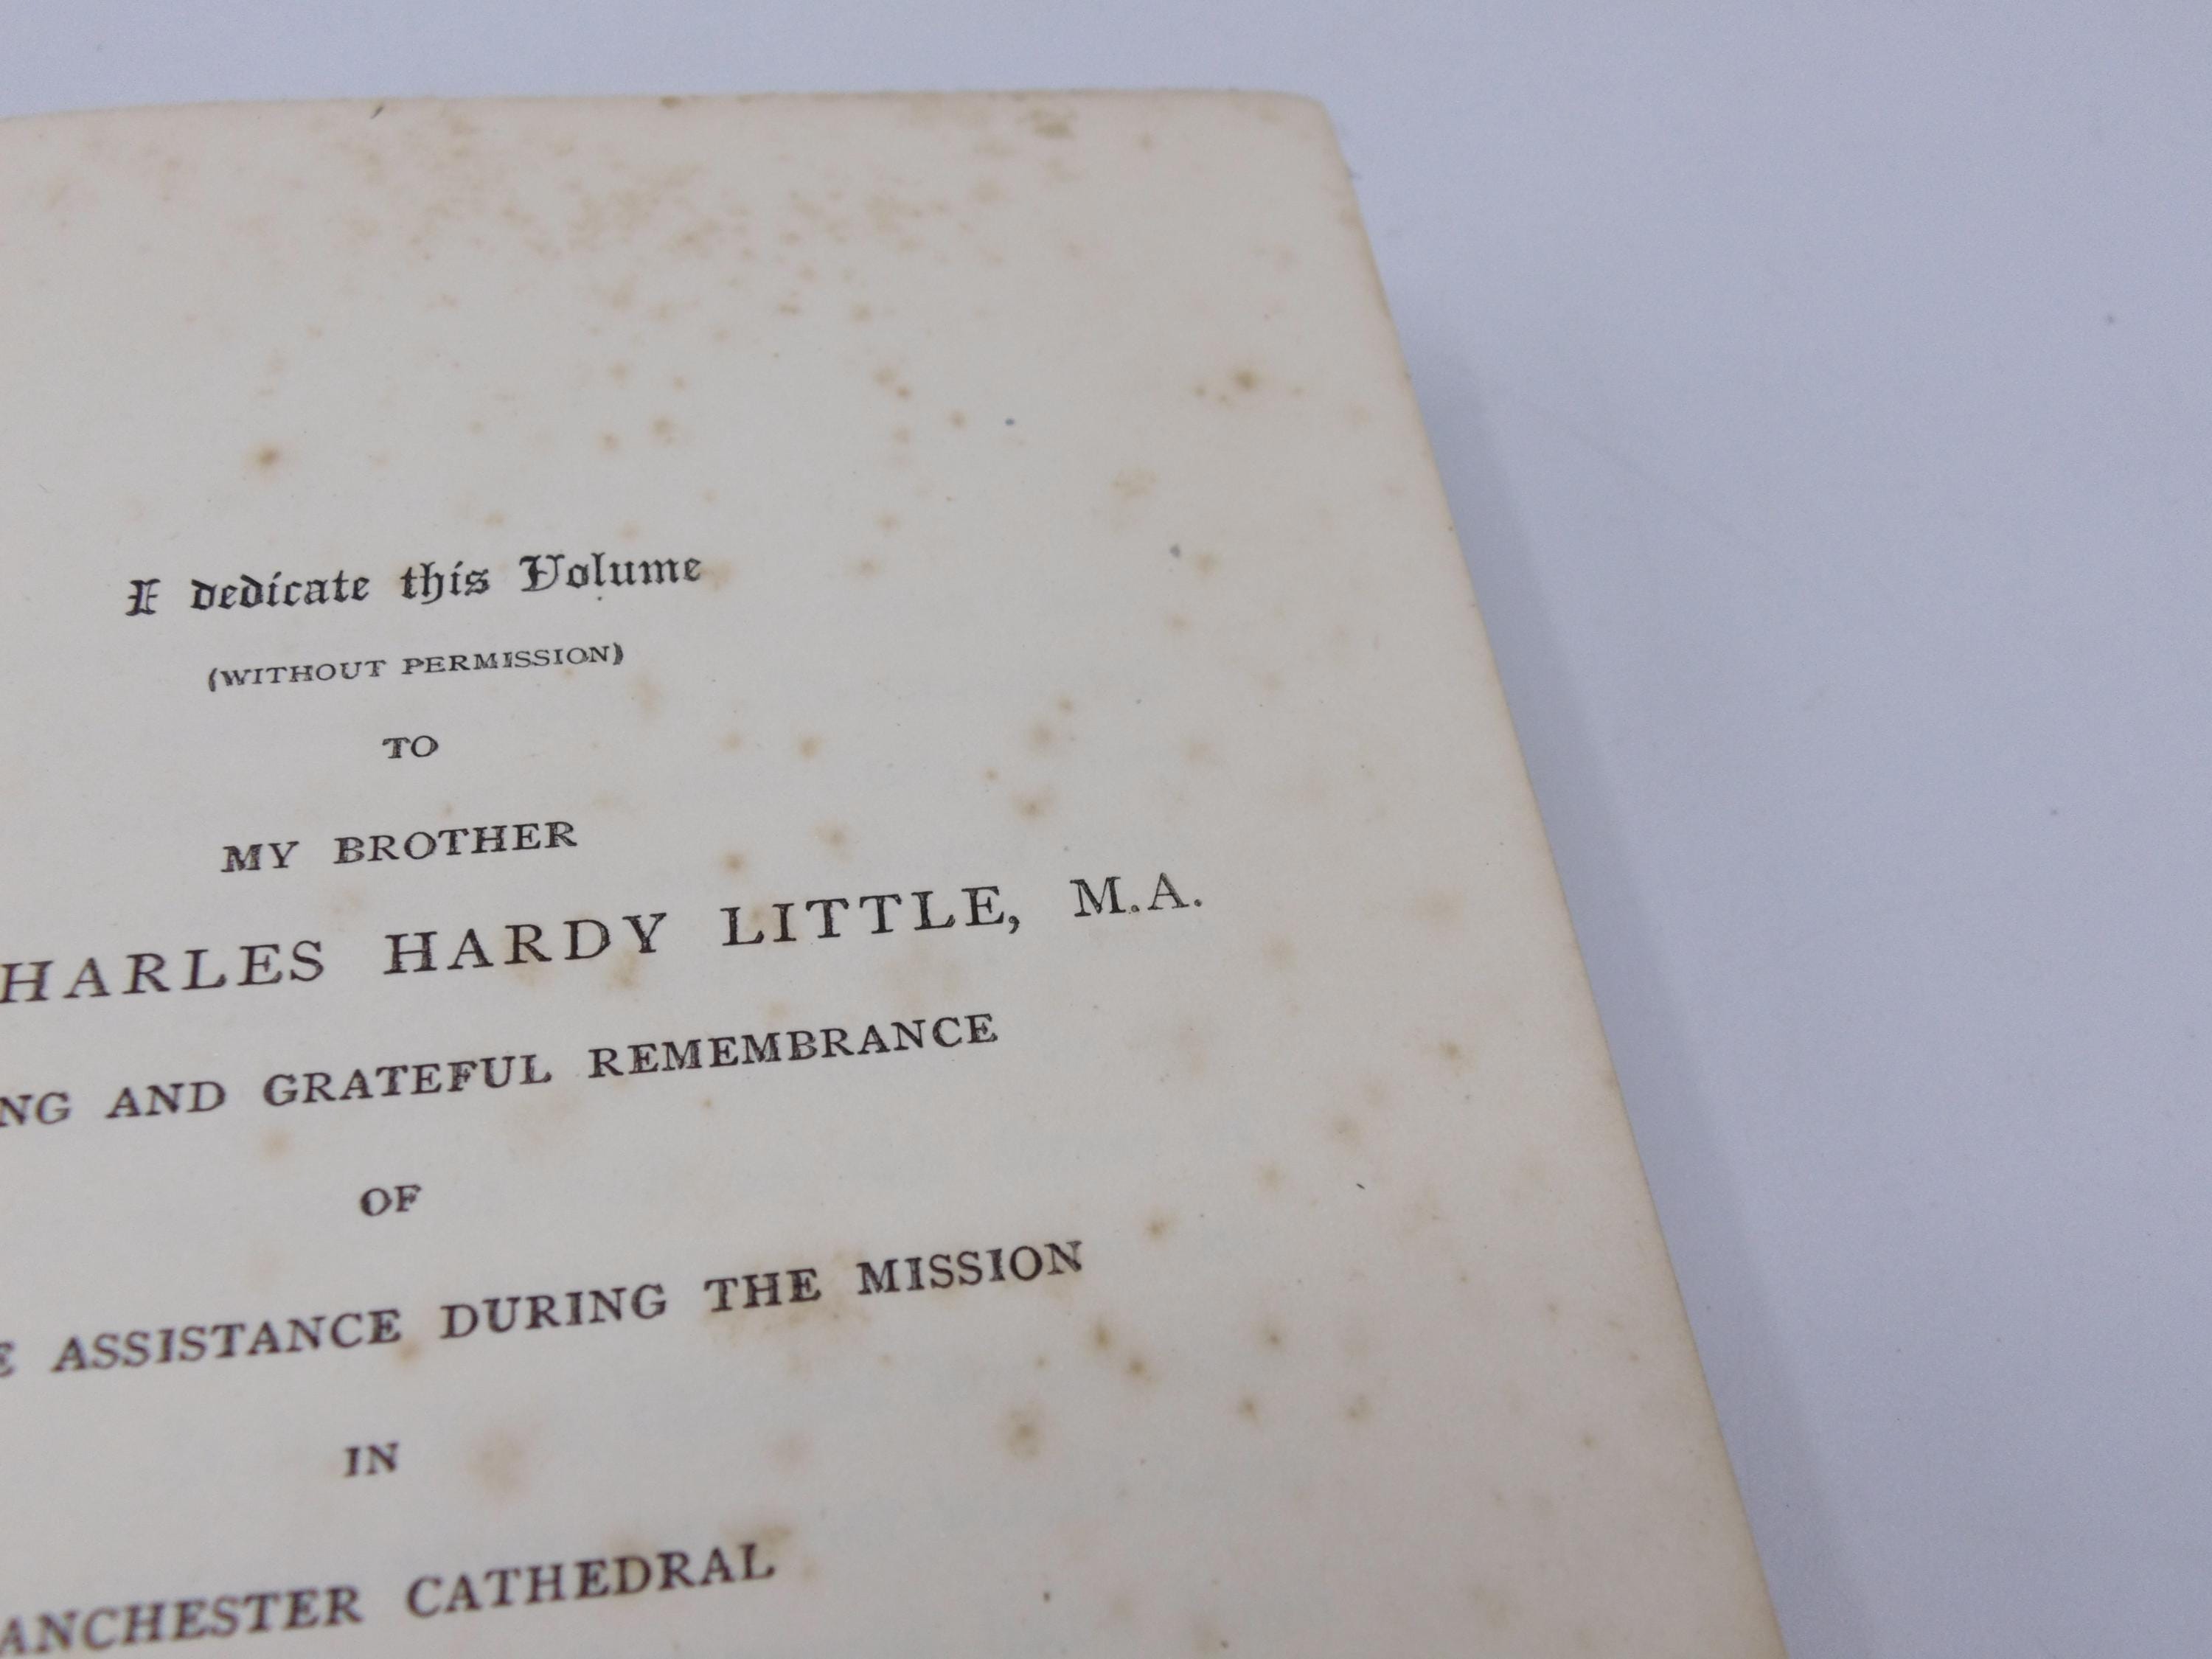 I dedicate this Volume
(WITHOUT PERMISSION)
TO
MY BROTHER
HARLES HARDY LITTLE, M.A.
NG AND GRATEFUL REMEMBRANCE
OF
E ASSISTANCE DURING THE MISSION
IN
ANCHESTER CATHEDRAL